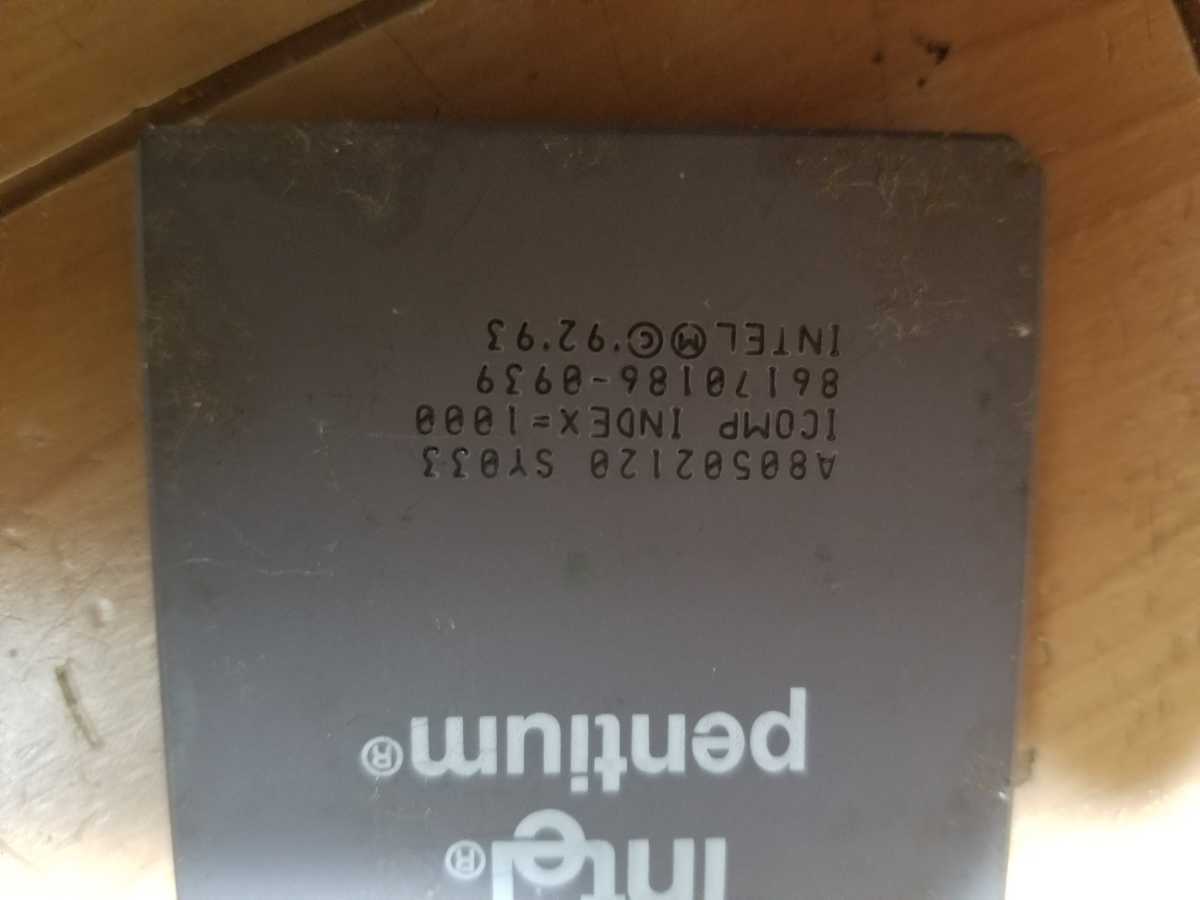 intel®
pentium®
A80502120 SY033
ICOMP INDEX=1000
86170186-0939
INTEL Ⓜ © '92'93